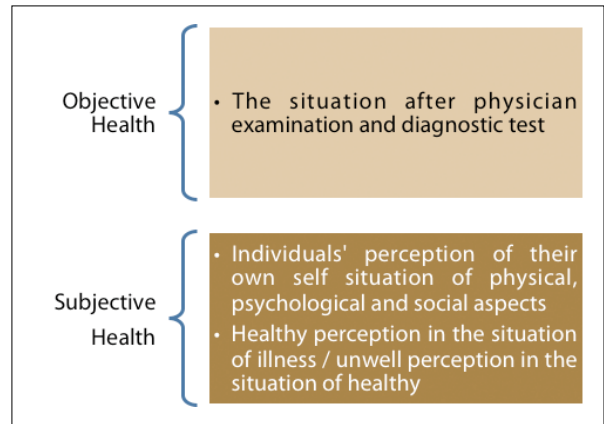 Objective
Health
• The situation after physician
examination and diagnostic test
Subjective
Health
• Individuals' perception of their
own self situation of physical,
psychological and social aspects
• Healthy perception in the situation
of illness / unwell perception in the
situation of healthy